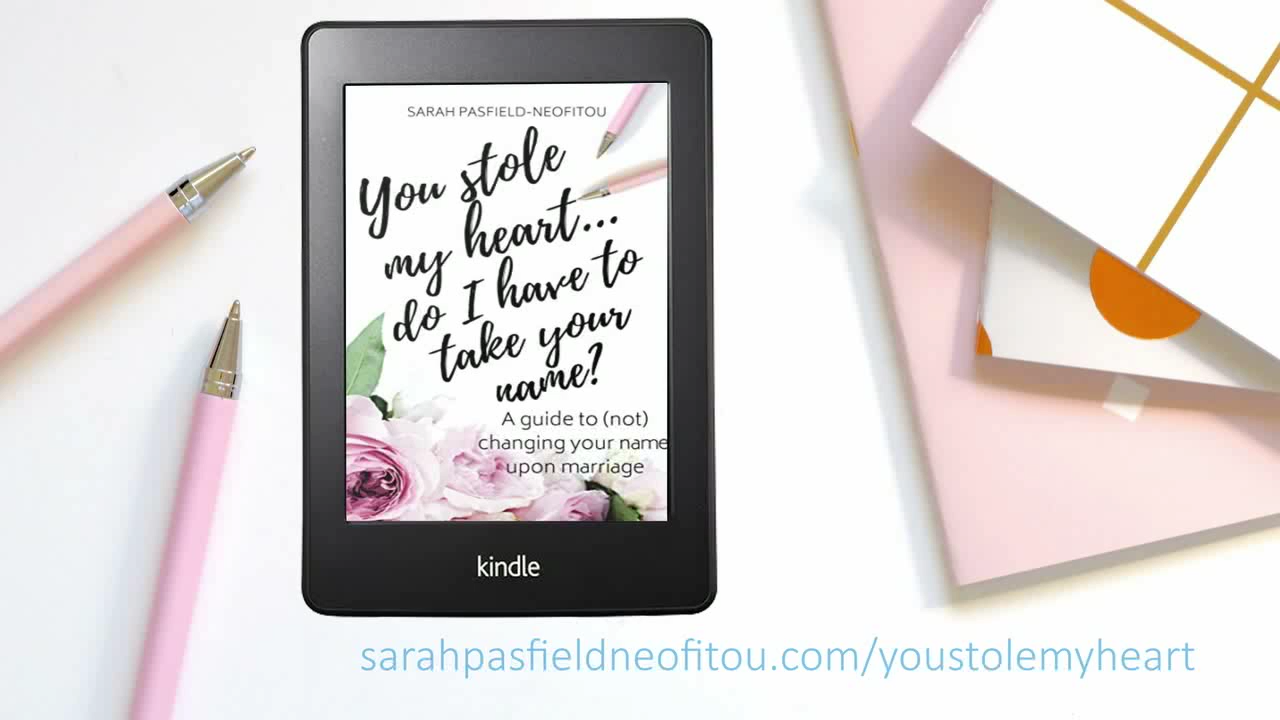 SARAH PASFIELD-NEOFITOU
You stole
my heart...
do I have to
take your
name?
A guide to (not)
changing your name
upon marriage
kindle
sarahpasfieldneofitou.com/youstolemyheart